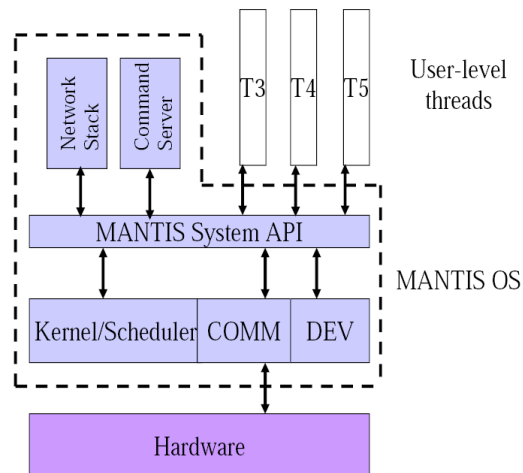 Network
Stack
Command
Server
T3
T4
T5
User-level
threads
MANTIS System API
MANTIS OS
Kernel/Scheduler
COMM
DEV
Hardware